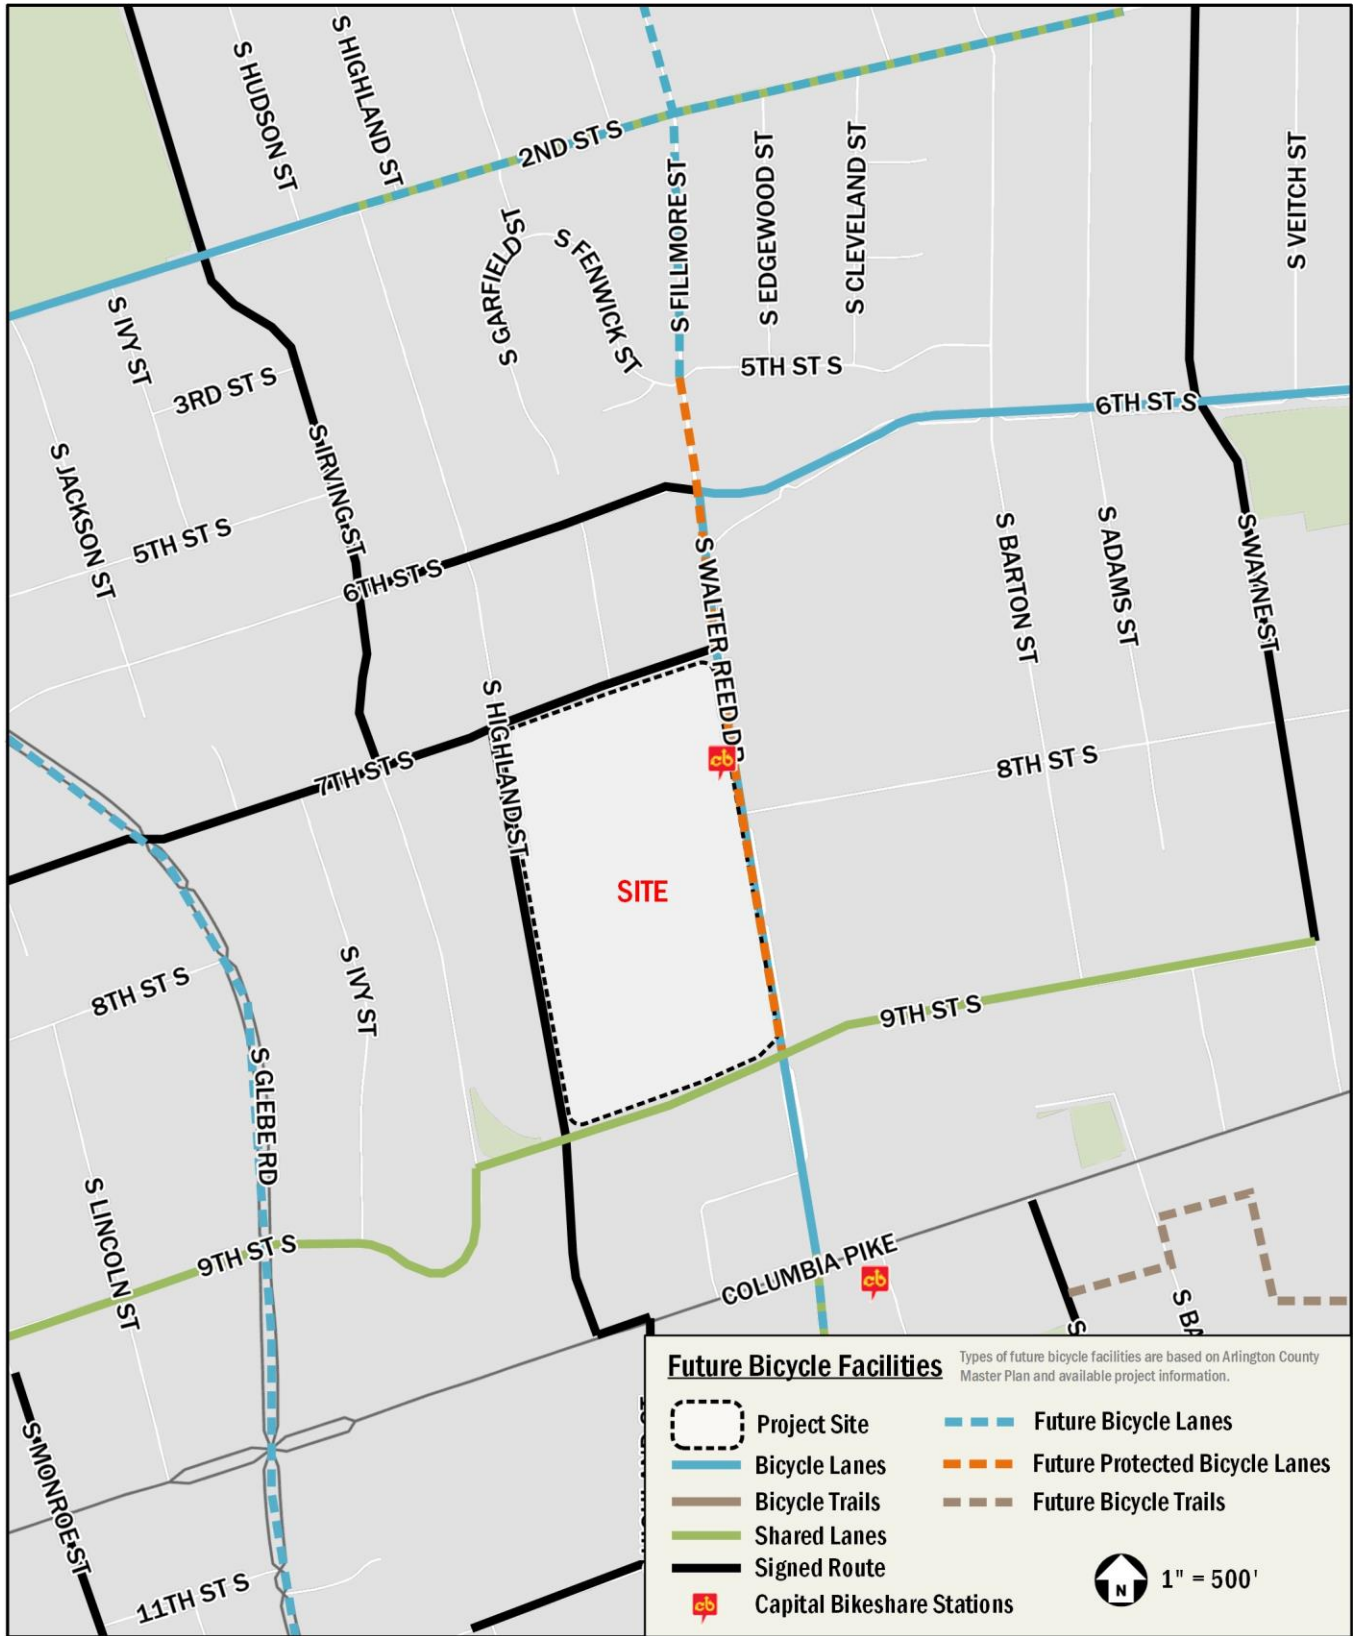 S HUDSON ST
S HIGHLAND ST
2ND ST S
S IVY ST
3RD ST S
S GARFIELD ST
S FENWICK ST
S FILLMORE ST
S EDGEWOOD ST
S CLEVELAND ST
S VEITCH ST
5TH ST S
6TH ST S
S JACKSON ST
S IRVING ST
5TH ST S
6TH ST S
S WALTER REED DR
S BARTON ST
S ADAMS ST
S WAYNE ST
S HIGHLAND ST
7TH ST S
8TH ST S
cb
SITE
8TH ST S
S IVY ST
9TH ST S
S GLEBE RD
S LINCOLN ST
9TH ST S
COLUMBIA PIKE
cb
S
S BA
S MONROE ST
11TH ST S
Future Bicycle Facilities
Types of future bicycle facilities are based on Arlington County
Master Plan and available project information.
Project Site
Bicycle Lanes
Bicycle Trails
Shared Lanes
Signed Route
cb Capital Bikeshare Stations
Future Bicycle Lanes
Future Protected Bicycle Lanes
Future Bicycle Trails
N
1" = 500'